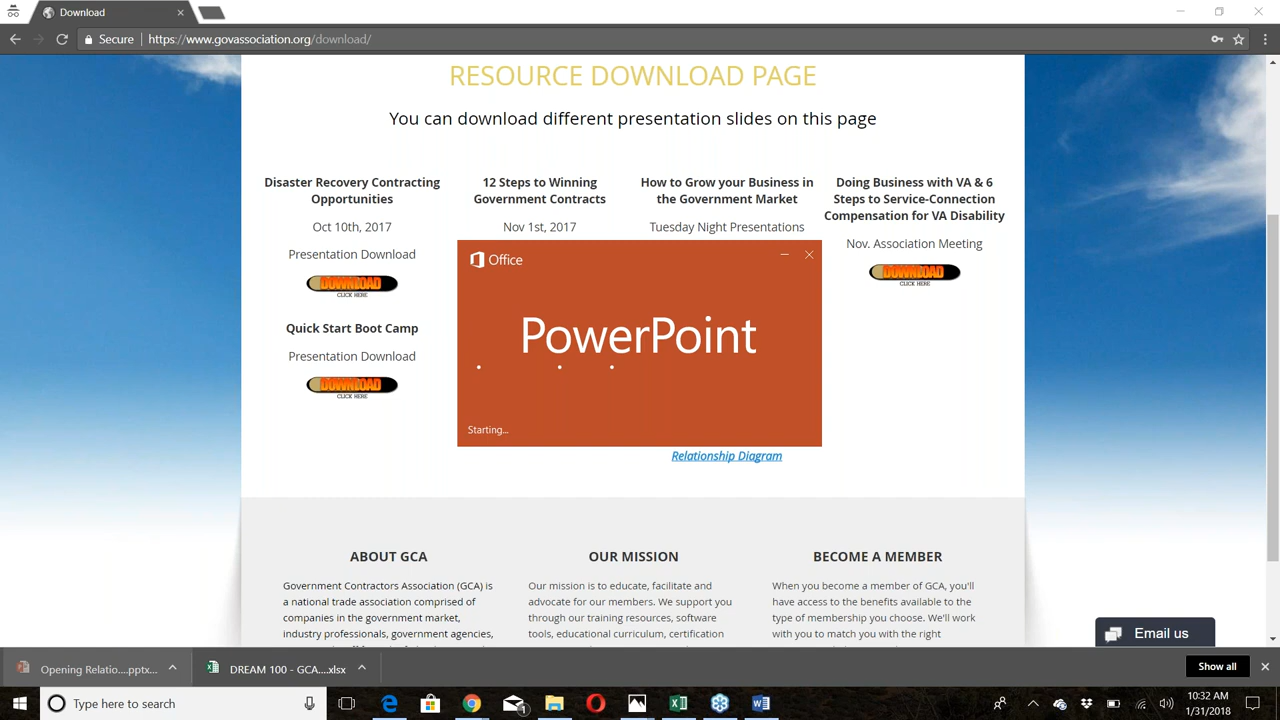 Download
Secure
https://www.govassociation.org/download/
RESOURCE DOWNLOAD PAGE
You can download different presentation slides on this page
Disaster Recovery Contracting
Opportunities
Oct 10th, 2017
Presentation Download
DOWNLOAD
CLICK HERE
12 Steps to Winning
Government Contracts
Nov 1st, 2017
How to Grow your Business in
the Government Market
Tuesday Night Presentations
Doing Business with VA & 6
Steps to Service-Connection
Compensation for VA Disability
Nov. Association Meeting
DOWNLOAD
CLICK HERE
Quick Start Boot Camp
Presentation Download
DOWNLOAD
CLICK HERE
Office
PowerPoint
Starting...
Relationship Diagram
ABOUT GCA
Government Contractors Association (GCA) is
a national trade association comprised of
companies in the government market,
industry professionals, government agencies,
OUR MISSION
Our mission is to educate, facilitate and
advocate for our members. We support you
through our training resources, software
tools, educational curriculum, certification
BECOME A MEMBER
When you become a member of GCA, you'll
have access to the benefits available to the
type of membership you choose. We'll work
with you to match you with the right
Email us
Opening Relatio....pptx...
DREAM 100 - GCA....xlsx
Show all
Type here to search
1
10:32 AM
1/31/2018